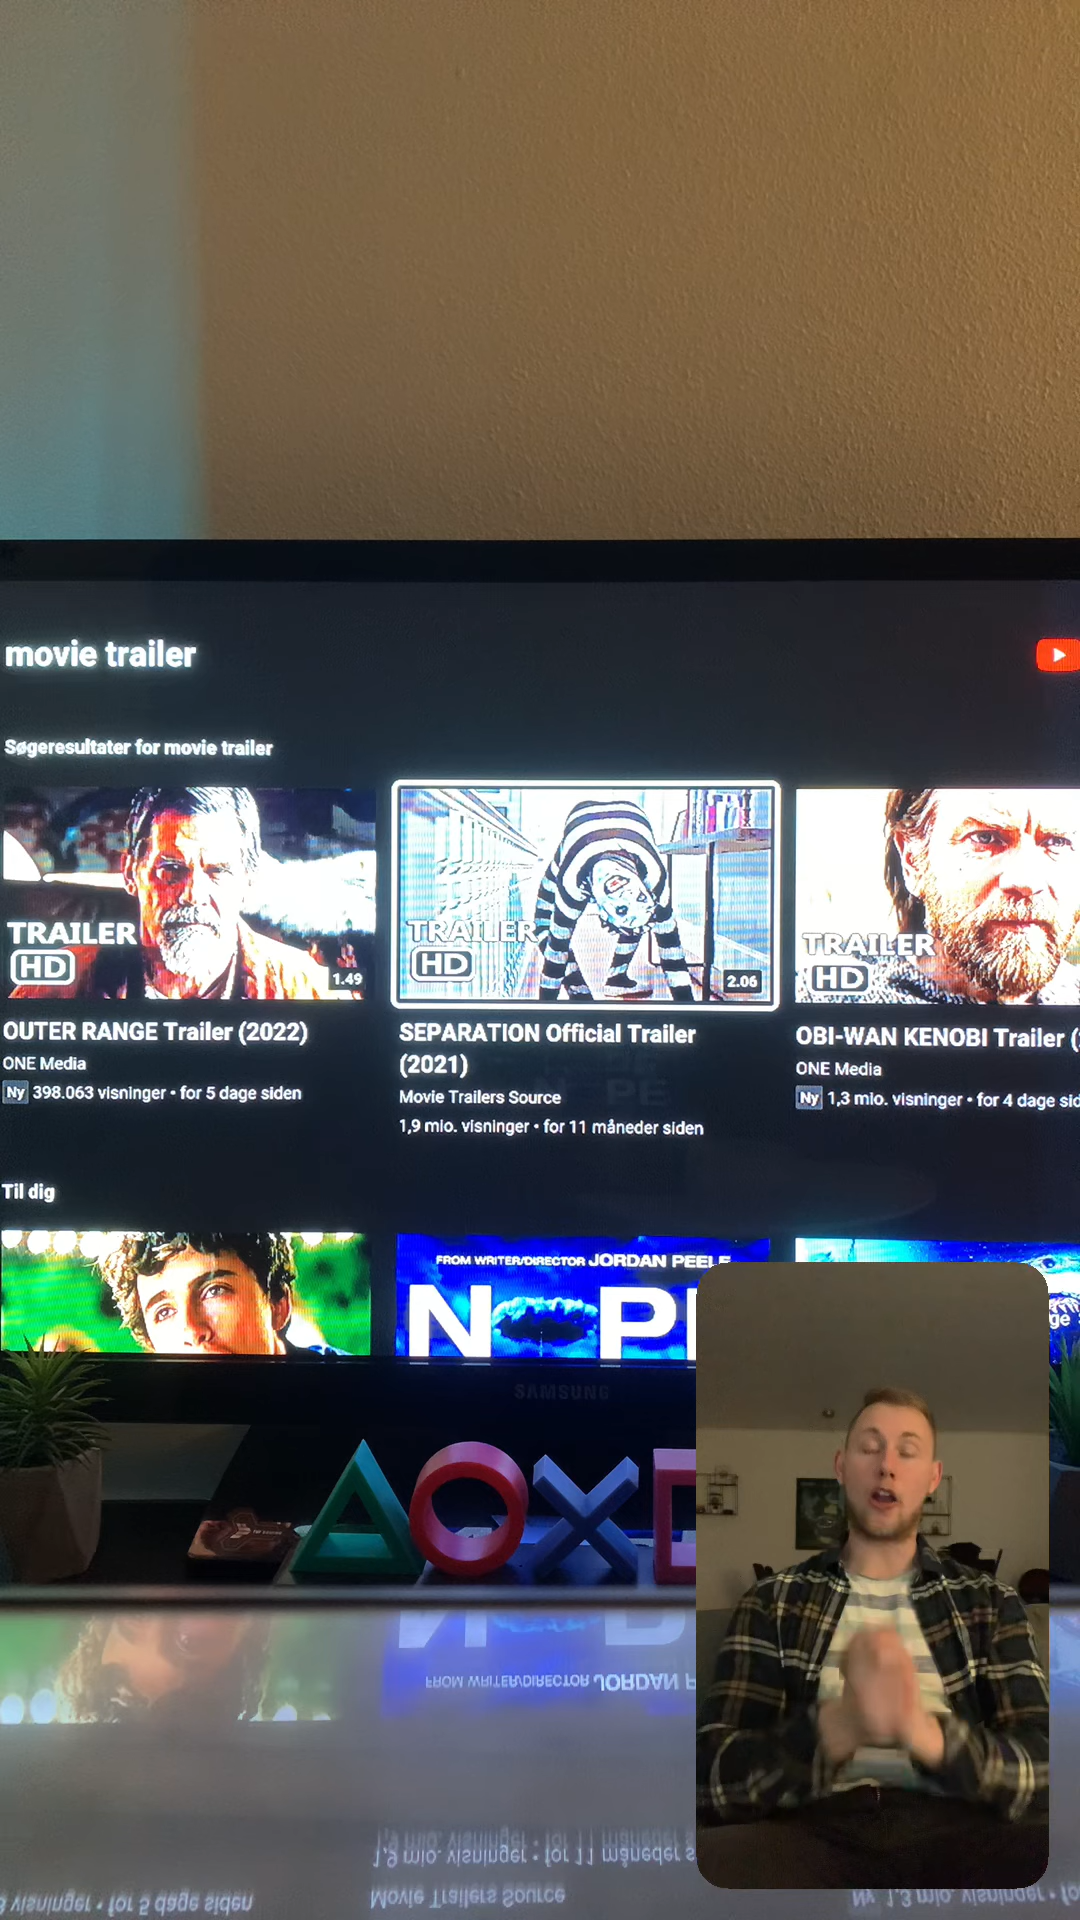 movie trailer
Søgeresultater for movie trailer
TRAILER
HD
1.49
OUTER RANGE Trailer (2022)
ONE Media
Ny 398.063 visninger • for 5 dage siden
TRAILER
HD
2.06
SEPARATION Official Trailer
(2021)
Movie Trailers Source
1,9 mio. visninger • for 11 måneder siden
TRAILER
HD
OBI-WAN KENOBI Trailer (
ONE Media
Ny 1,3 mio. visninger • for 4 dage sid
Til dig
FROM WRITER/DIRECTOR JORDAN PEELE
NOPE
ge
SAMSUNG